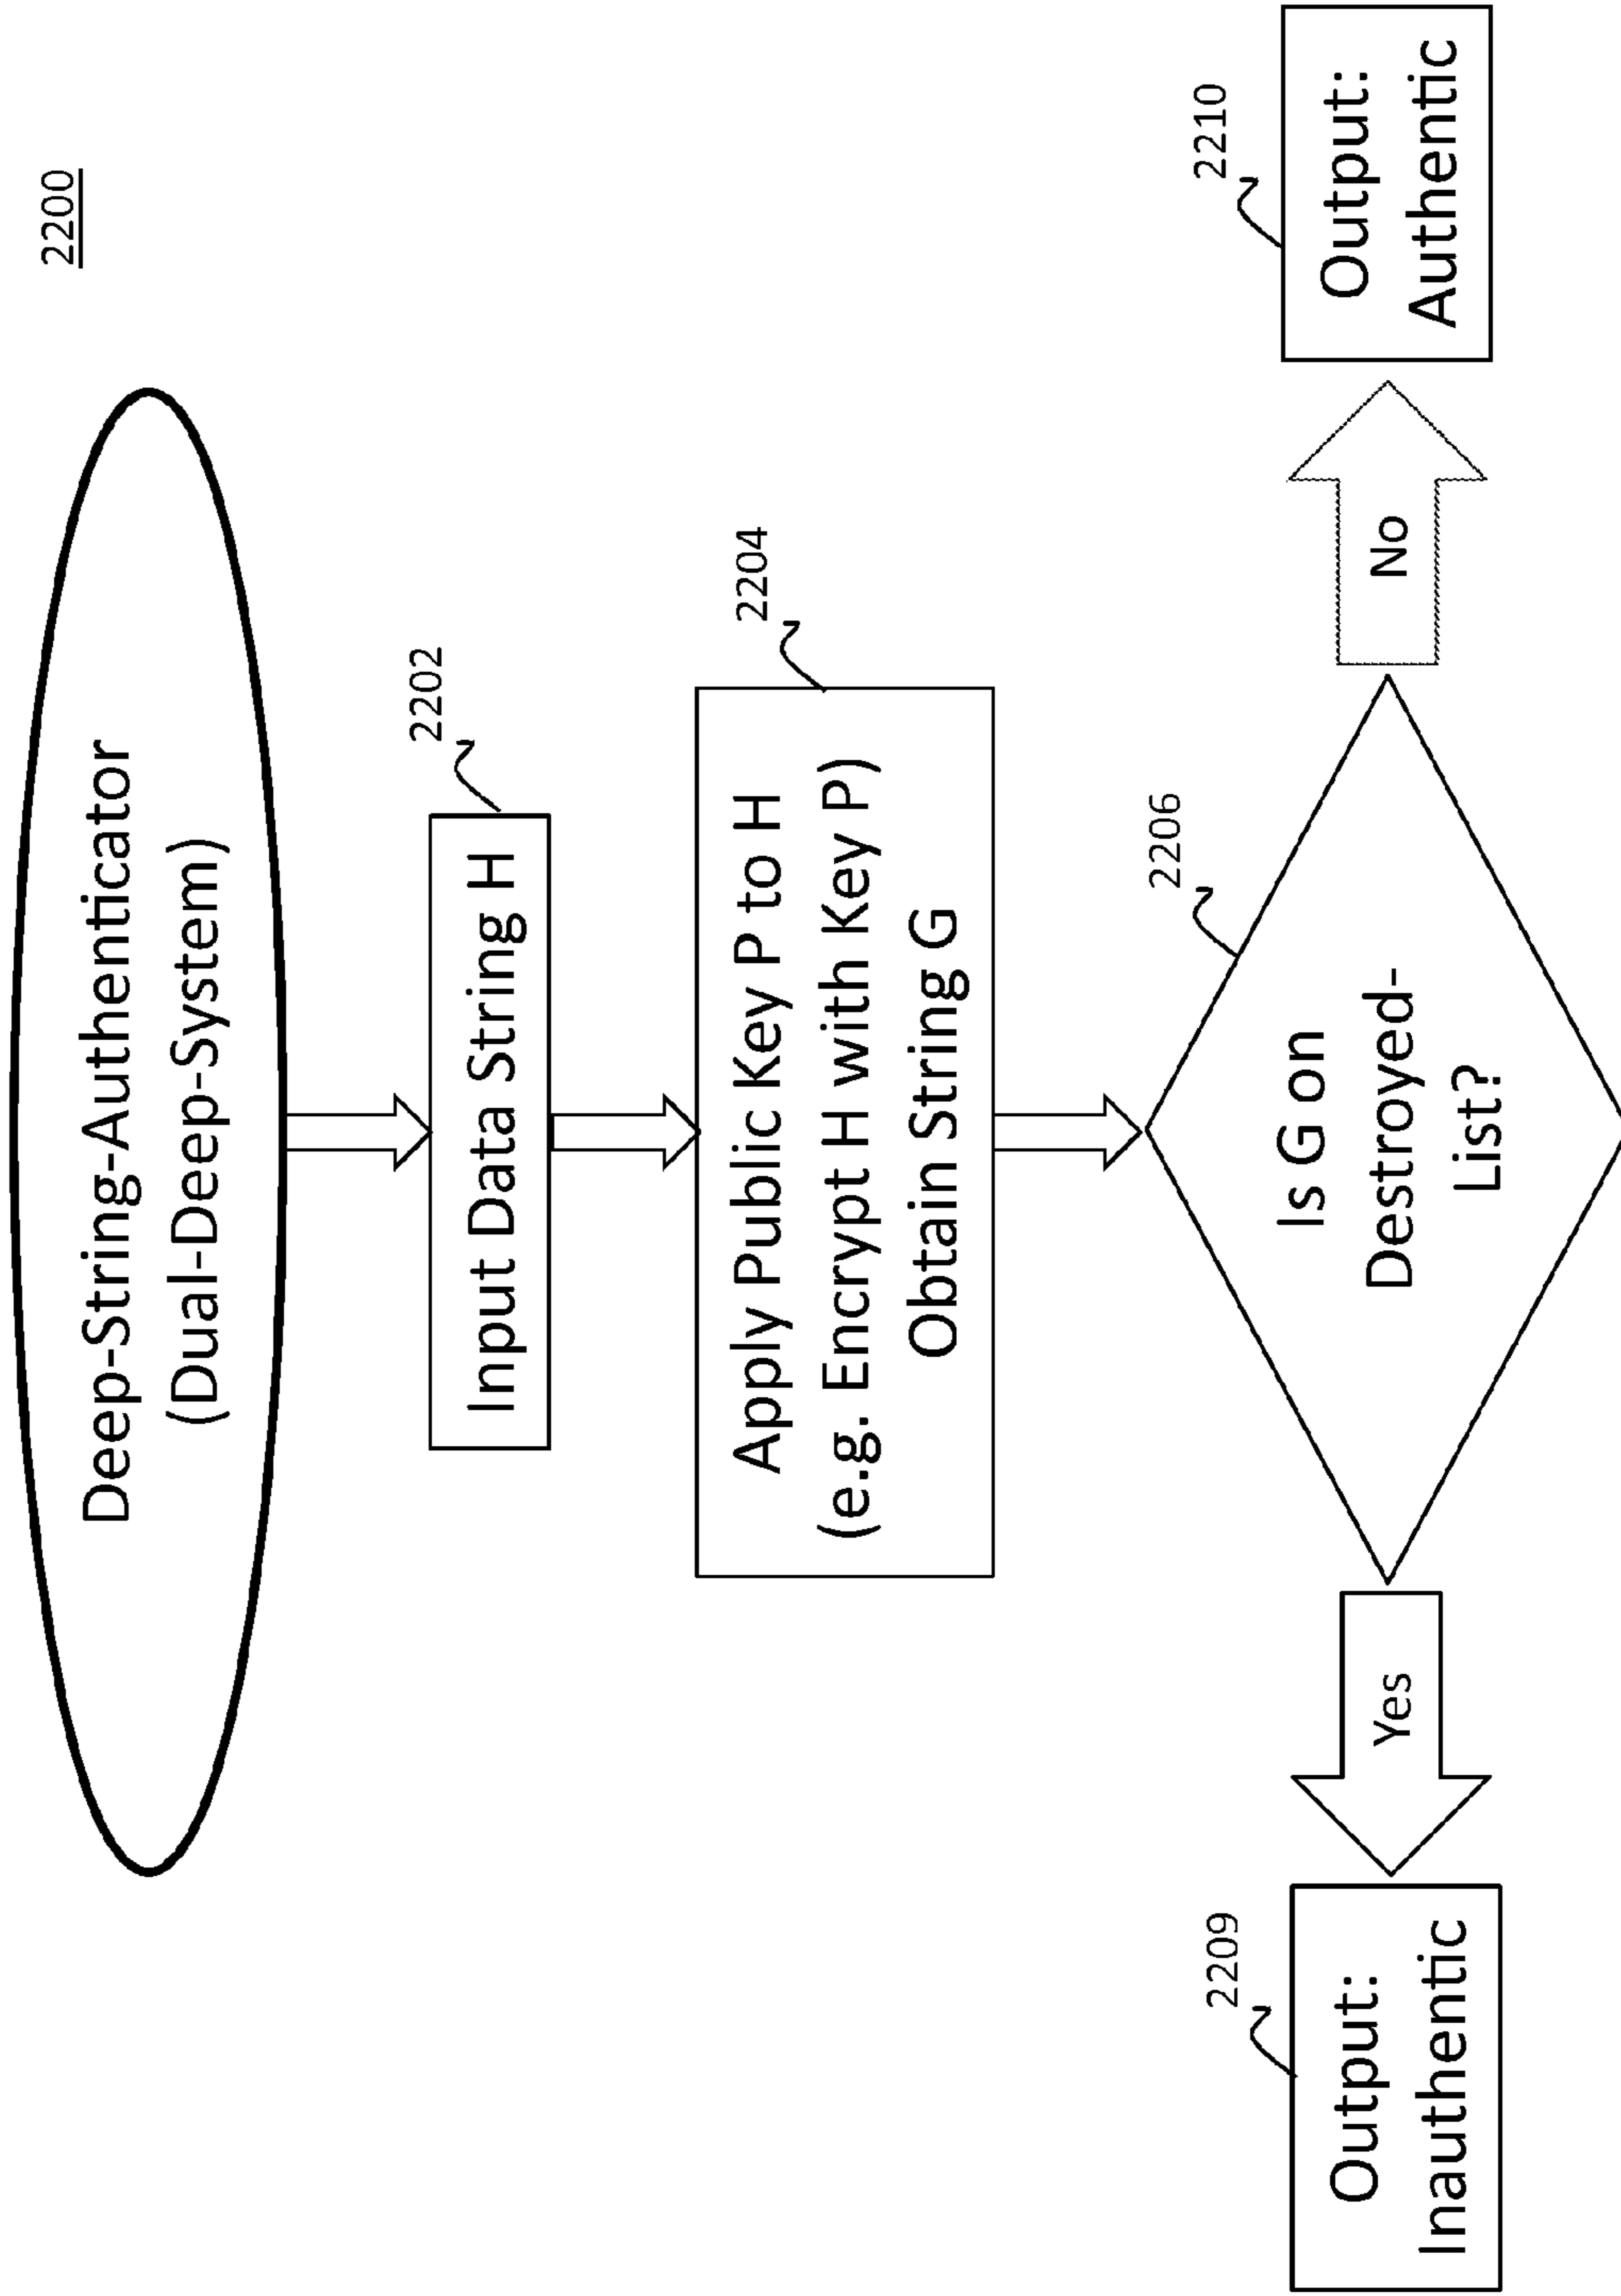 2200
Deep-String-Authenticator
(Dual-Deep-System)
2202
Input Data String H
2204
Apply Public Key P to H
(e.g. Encrypt H with Key P)
Obtain String G
2206
Is G on
Destroyed-
List?
Yes
No
2209
Output:
Inauthentic
2210
Output:
Authentic